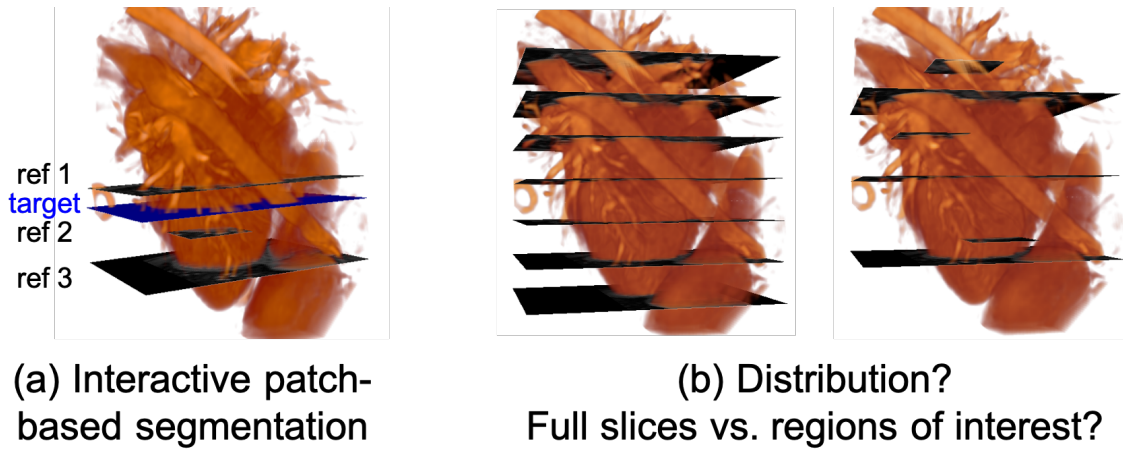 ref 1
target
ref 2
ref 3
(a) Interactive patch-
based segmentation
(b) Distribution?
Full slices vs. regions of interest?